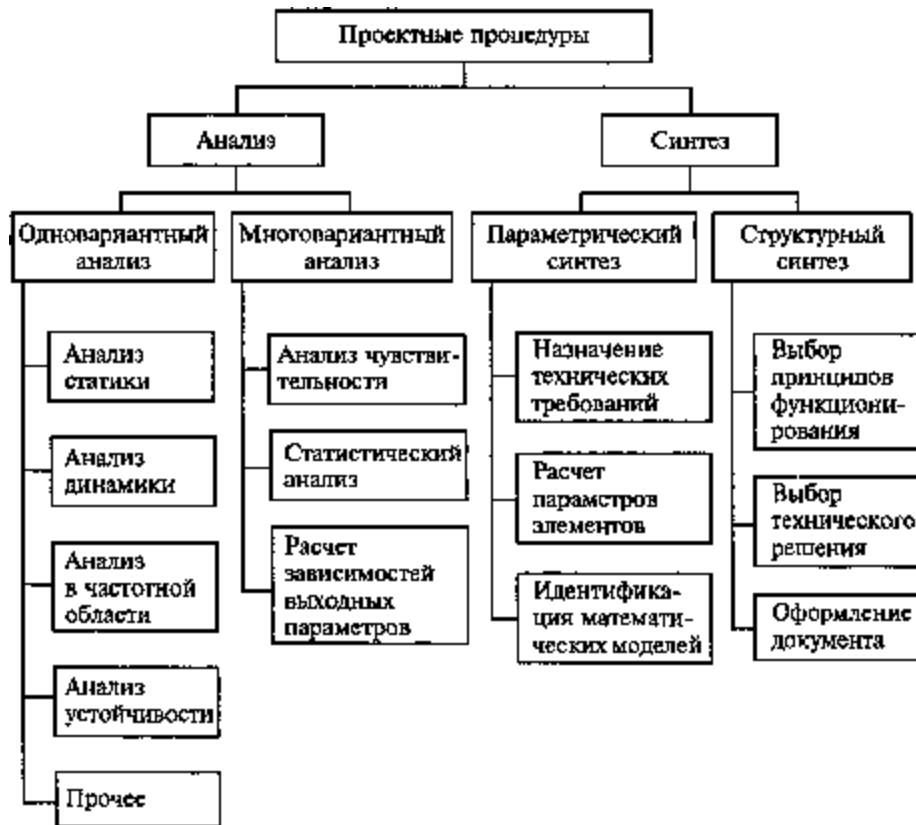 Проектные процедуры
Анализ
Синтез
Одновариантный
анализ
Многовариантный
анализ
Параметрический
синтез
Структурный
синтез
Анализ
статики
Анализ
динамики
Анализ
в частотной
области
Анализ
устойчивости
Прочее
Анализ чувстви-
тельности
Статистический
анализ
Расчет
зависимостей
выходных
параметров
Назначение
технических
требований
Расчет
параметров
элементов
Идентифика-
ция математи-
ческих моделей
Выбор
принципов
функциони-
рования
Выбор
технического
решения
Оформление
документа